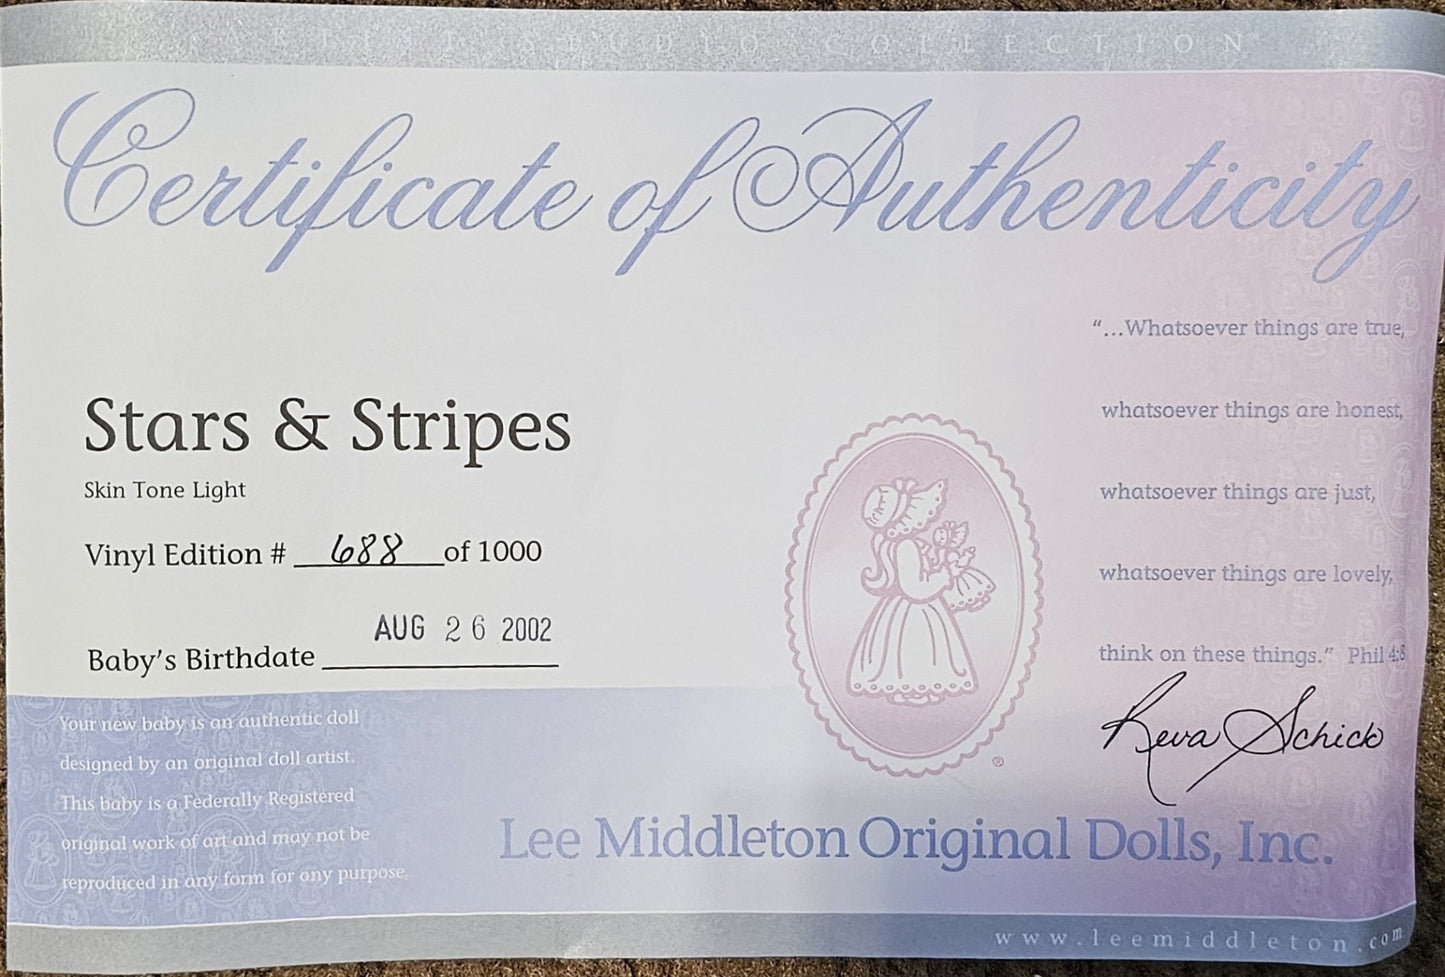 ARTIST STUDIO COLLECTION
Certificate of Authenticity
"...Whatsoever things are true,
whatsoever things are honest,
whatsoever things are just,
whatsoever things are lovely,
think on these things." Phil 4:8
Reva Schick
Stars & Stripes
Skin Tone Light
Vinyl Edition # 688 of 1000
Baby's Birthdate AUG 26 2002
Your new baby is an authentic doll
designed by an original doll artist.
This baby is a Federally Registered
original work of art and may not be
reproduced in any form for any purpose.
®
Lee Middleton Original Dolls, Inc.
www.leemiddleton.com